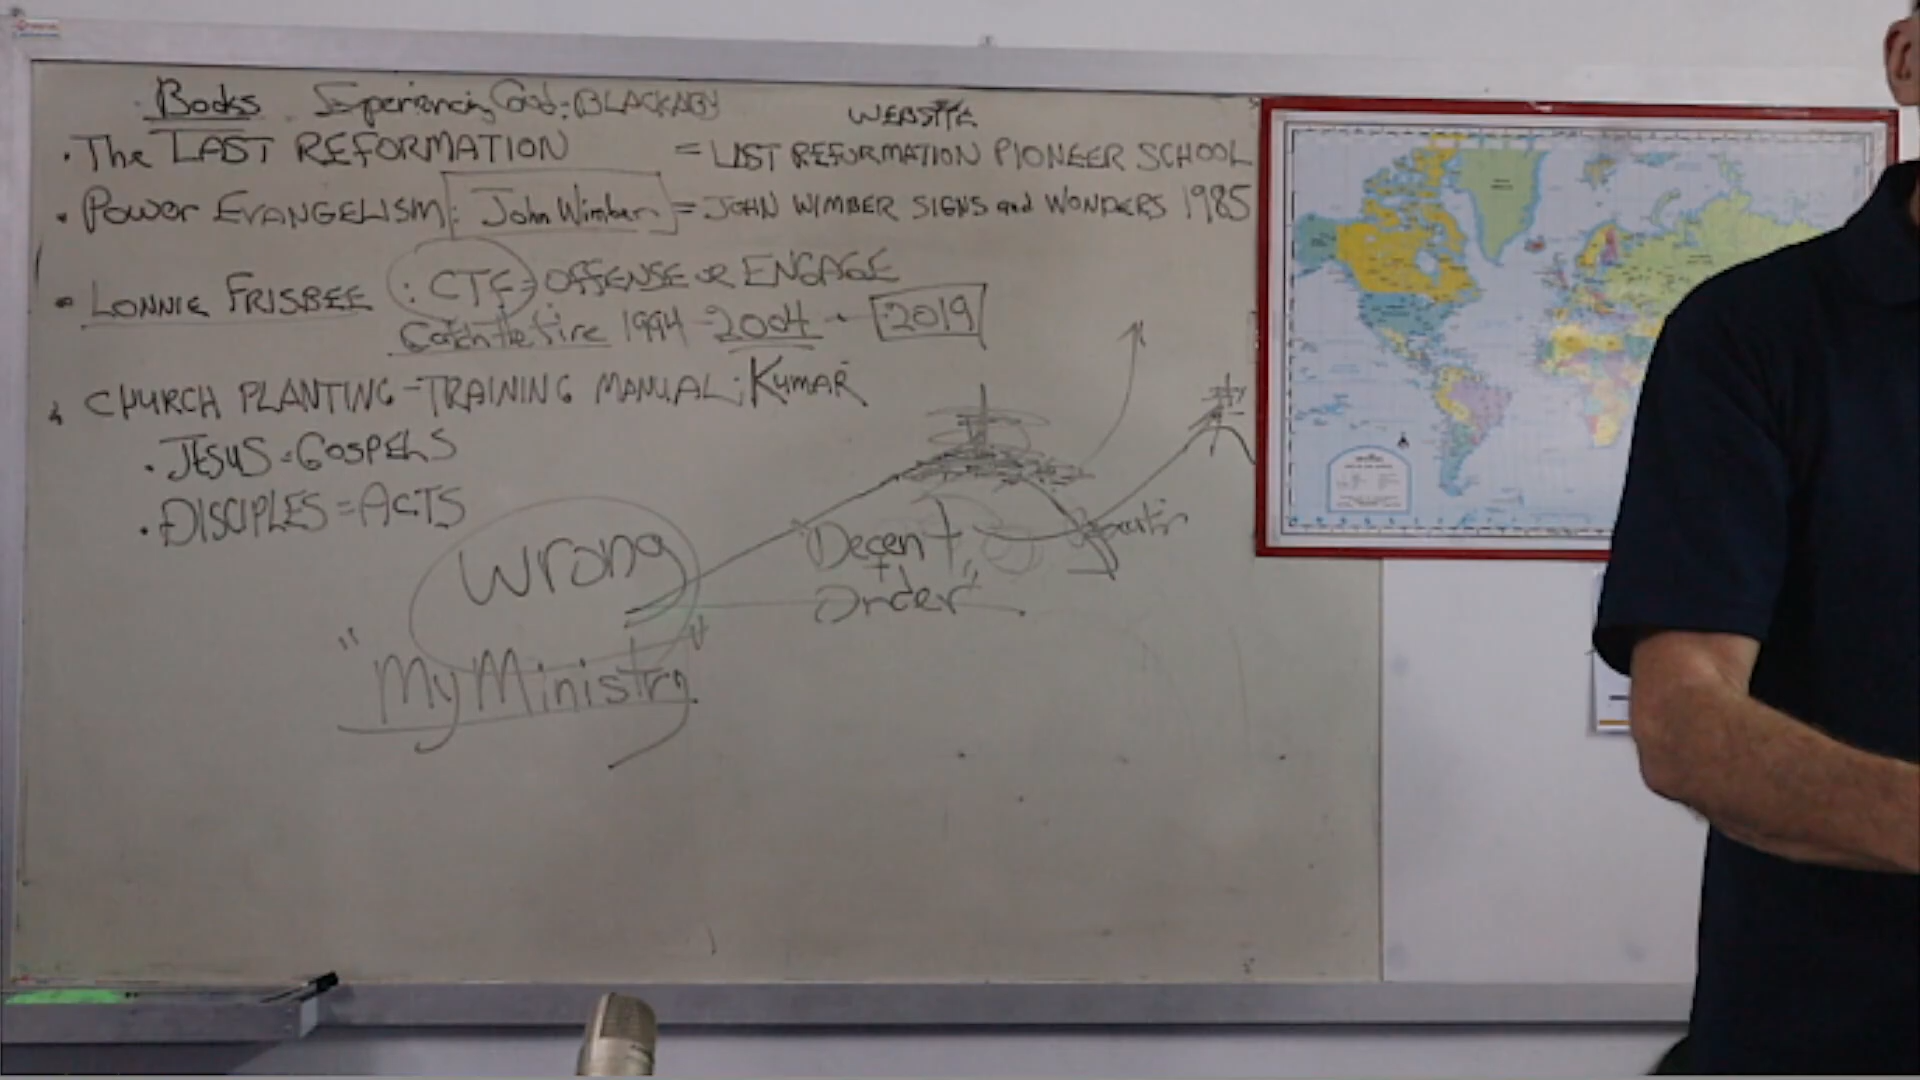 Books Experiencing God: BLACKABY
WEBSITE
• The LAST REFORMATION = LAST REFORMATION PIONEER SCHOOL
• POWER EVANGELISM: John Wimber = JOHN WIMBER SIGNS and WONDERS 1985
• LONNIE FRISBEE : CTF = OFFENSE OR ENGAGE
Catch the fire 1994 - 2004 - 2019
• CHURCH PLANTING - TRAINING MANUAL; KUMAR
• JESUS = GOSPELS
• DISCIPLES = ACTS
Wrong
"Decent
+
Order"
"My Ministry"